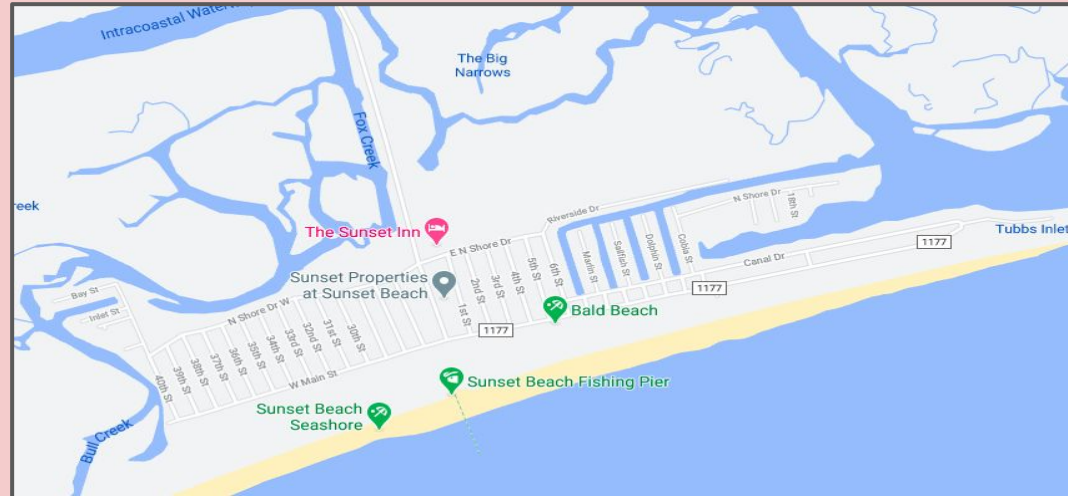 Intracoastal Waterway
The Big
Narrows
Fox Creek
reek
Riverside Dr
N Shore Dr
18th St
The Sunset Inn
E N Shore Dr
Tubbs Inlet
1177
Canal Dr
Sunset Properties
at Sunset Beach
1st St
2nd St
3rd St
4th St
5th St
6th St
Marlin St
Sailfish St
Dolphin St
Cobia St
1177
Bay St
Inlet St
N Shore Dr W
Bald Beach
1177
40th St
39th St
38th St
37th St
36th St
35th St
34th St
33rd St
32nd St
31st St
30th St
W Main St
Sunset Beach Fishing Pier
Sunset Beach
Seashore
Bull Creek